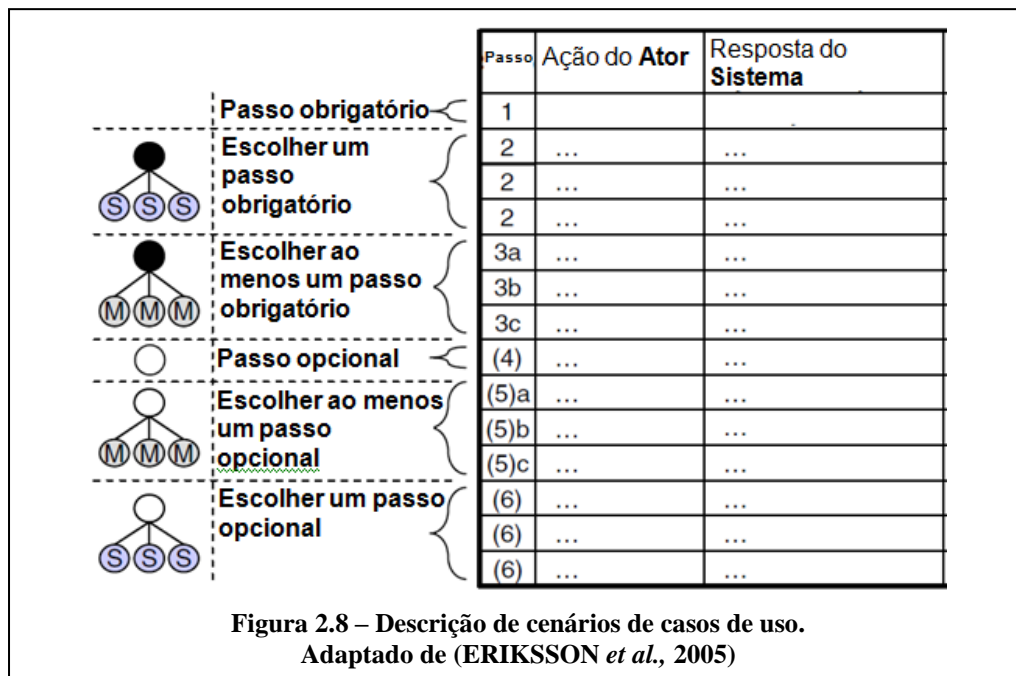 Passo Ação do Ator Resposta do
Sistema
Passo obrigatório 1
Escolher um 2 ... ...
passo 2 ... ...
obrigatório 2 ... ...
S S S
Escolher ao 3a ... ...
menos um passo 3b ... ...
obrigatório 3c ... ...
M M M
Passo opcional (4) ... ...
Escolher ao menos (5)a ... ...
um passo (5)b ... ...
opcional (5)c ... ...
M M M
Escolher um passo (6) ... ...
opcional (6) ... ...
S S S (6) ... ...
Figura 2.8 – Descrição de cenários de casos de uso.
Adaptado de (ERIKSSON et al., 2005)